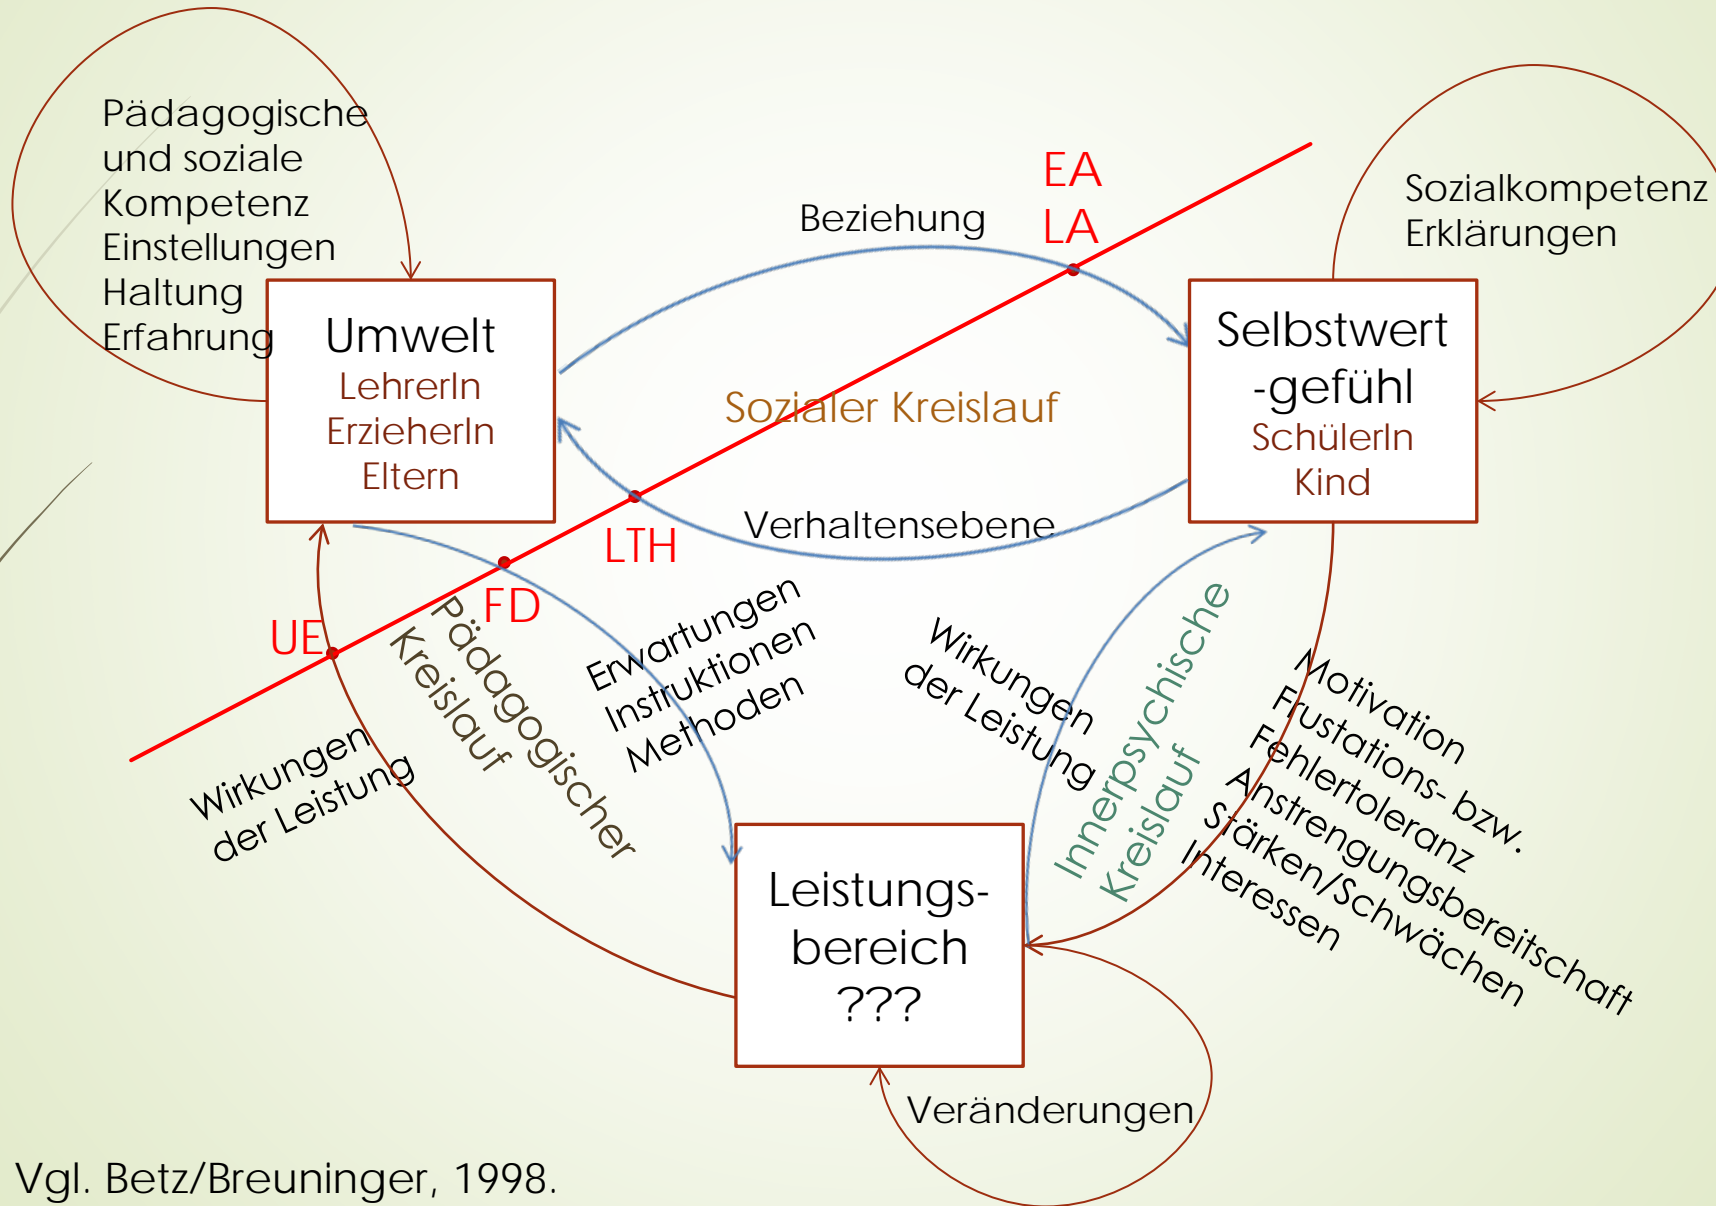 Pädagogische
und soziale
Kompetenz
Einstellungen
Haltung
Erfahrung
Beziehung
EA
LA
Sozialkompetenz
Erklärungen
Umwelt
LehrerIn
ErzieherIn
Eltern
Sozialer Kreislauf
Selbstwert
-gefühl
SchülerIn
Kind
Verhaltensebene
LTH
FD
UE
Wirkungen
der Leistung
Pädagogischer
Kreislauf
Erwartungen
Instruktionen
Methoden
Wirkungen
der Leistung
Innerpsychische
Kreislauf
Motivation
Frustations- bzw.
Fehlertoleranz
Anstrengungsbereitschaft
Stärken/Schwächen
Interessen
Leistungs-
bereich
???
Veränderungen
Vgl. Betz/Breuninger, 1998.